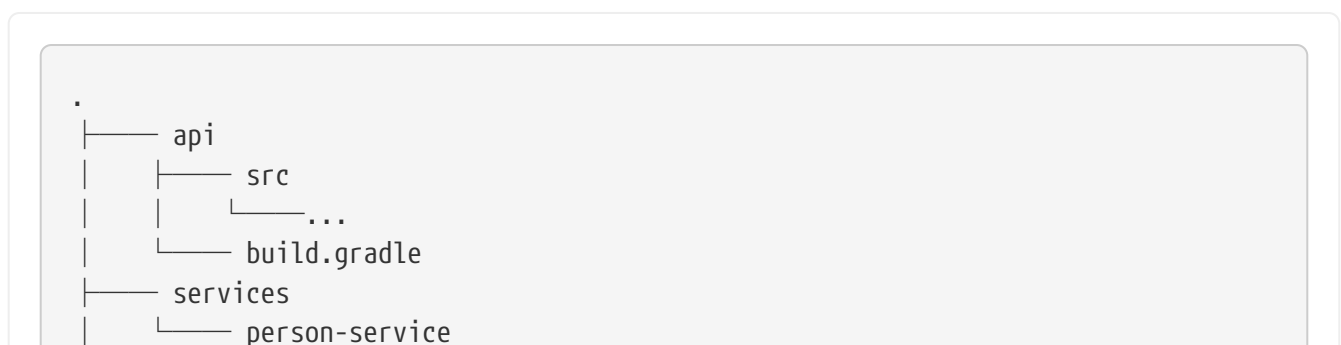 .
├── api
│   ├── src
│   │   └──...
│   └── build.gradle
├── services
│   └── person-service